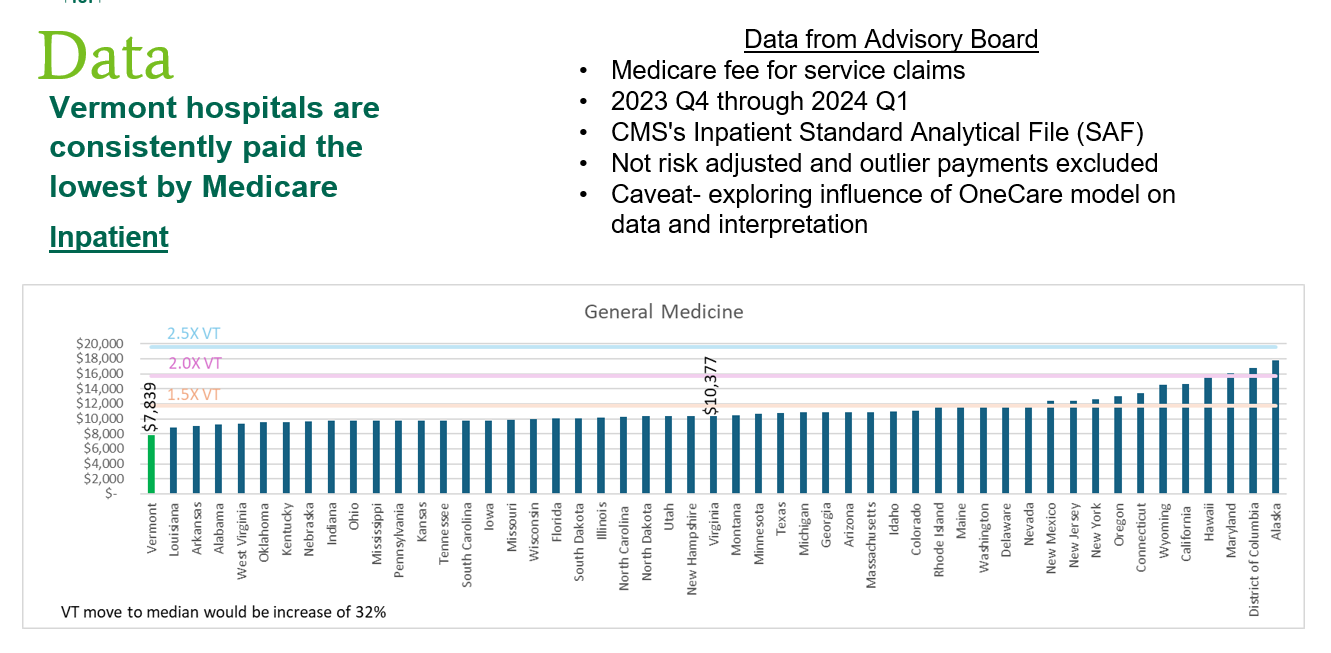 Data
Vermont hospitals are
consistently paid the
lowest by Medicare
Inpatient
Data from Advisory Board
• Medicare fee for service claims
• 2023 Q4 through 2024 Q1
• CMS's Inpatient Standard Analytical File (SAF)
• Not risk adjusted and outlier payments excluded
• Caveat- exploring influence of OneCare model on
data and interpretation
General Medicine
2.5X VT
2.0X VT
1.5X VT
$20,000
$18,000
$16,000
$14,000
$12,000
$10,000
$8,000
$6,000
$4,000
$2,000
$-
$7,839
$10,377
Vermont
Louisiana
Arkansas
Alabama
West Virginia
Oklahoma
Kentucky
Nebraska
Indiana
Ohio
Mississippi
Pennsylvania
Kansas
Tennessee
South Carolina
Iowa
Missouri
Wisconsin
Florida
South Dakota
Illinois
North Carolina
North Dakota
Utah
New Hampshire
Virginia
Montana
Minnesota
Texas
Michigan
Georgia
Arizona
Massachusetts
Idaho
Colorado
Rhode Island
Maine
Washington
Delaware
Nevada
New Mexico
New Jersey
New York
Oregon
Connecticut
Wyoming
California
Hawaii
Maryland
District of Columbia
Alaska
VT move to median would be increase of 32%